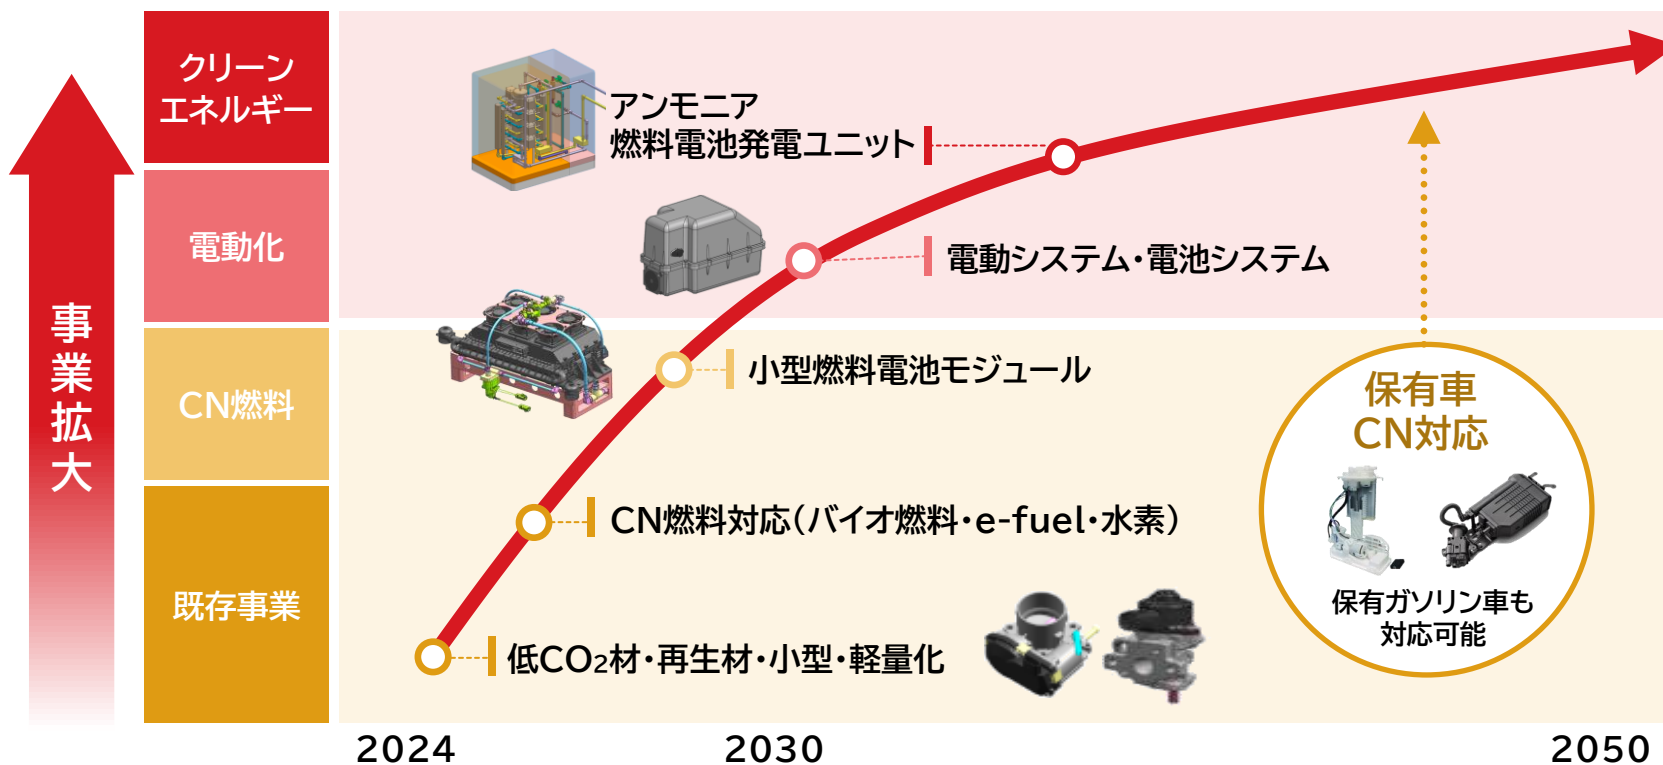 クリーン
エネルギー
電動化
CN燃料
既存事業
事業拡大
アンモニア
燃料電池発電ユニット
電動システム・電池システム
小型燃料電池モジュール
CN燃料対応（バイオ燃料・e-fuel・水素）
低CO₂材・再生材・小型・軽量化
保有車
CN対応
保有ガソリン車も
対応可能
2024
2030
2050